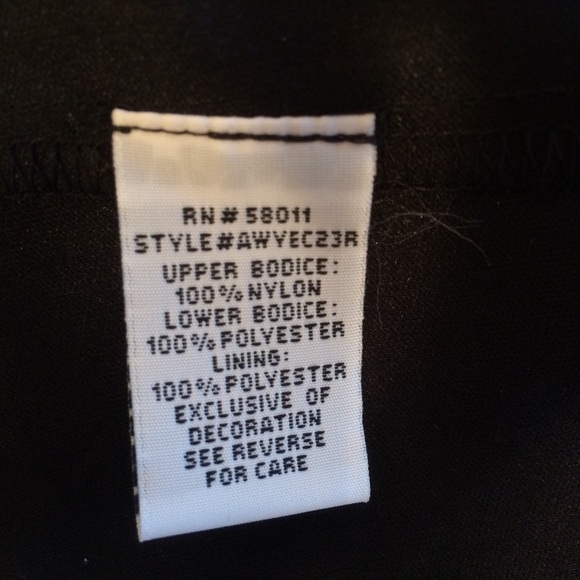 RN# 58011
STYLE#AWYEC23R
UPPER BODICE:
100% NYLON
LOWER BODICE:
100% POLYESTER
LINING:
100% POLYESTER
EXCLUSIVE OF
DECORATION
SEE REVERSE
FOR CARE